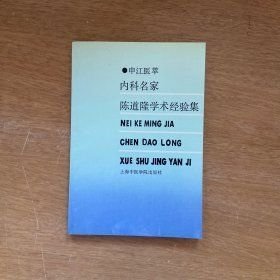 ●申江医萃
内科名家
陈道隆学术经验集
NEI KE MING JIA
CHEN DAO LONG
XUE SHU JING YAN JI
上海中医学院出版社